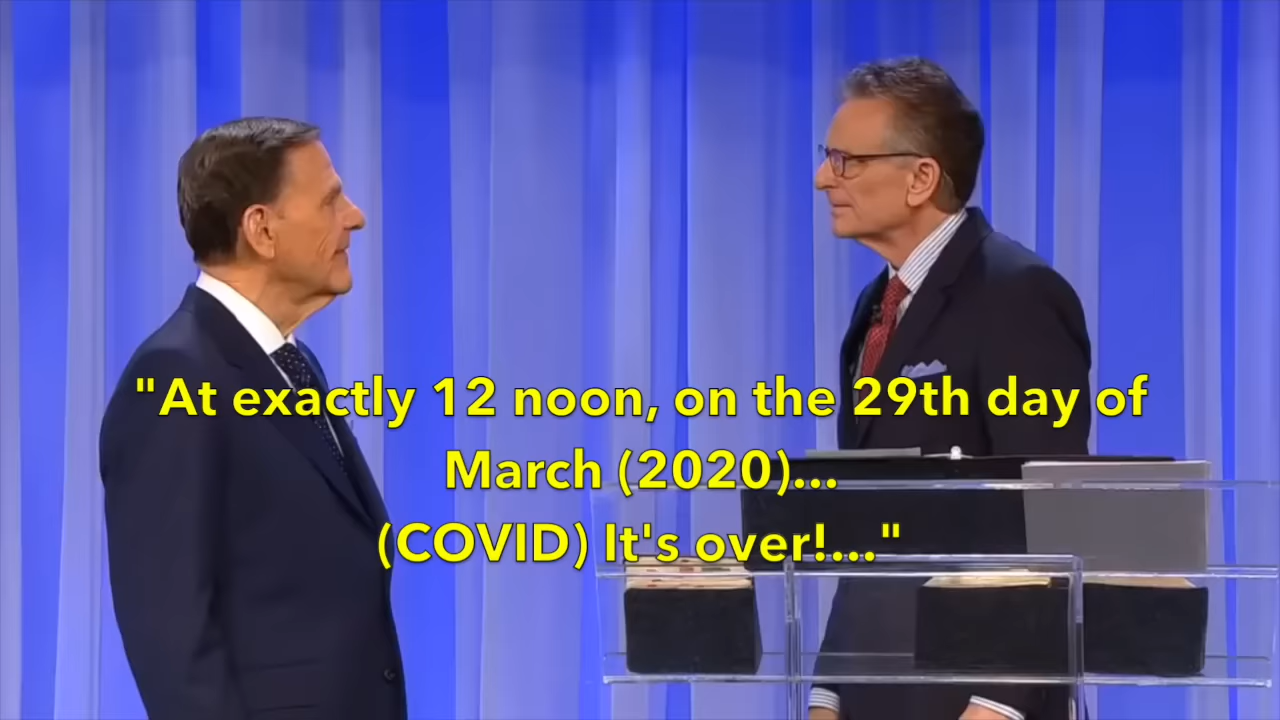 "At exactly 12 noon, on the 29th day of
March (2020)...
(COVID) It's over!..."